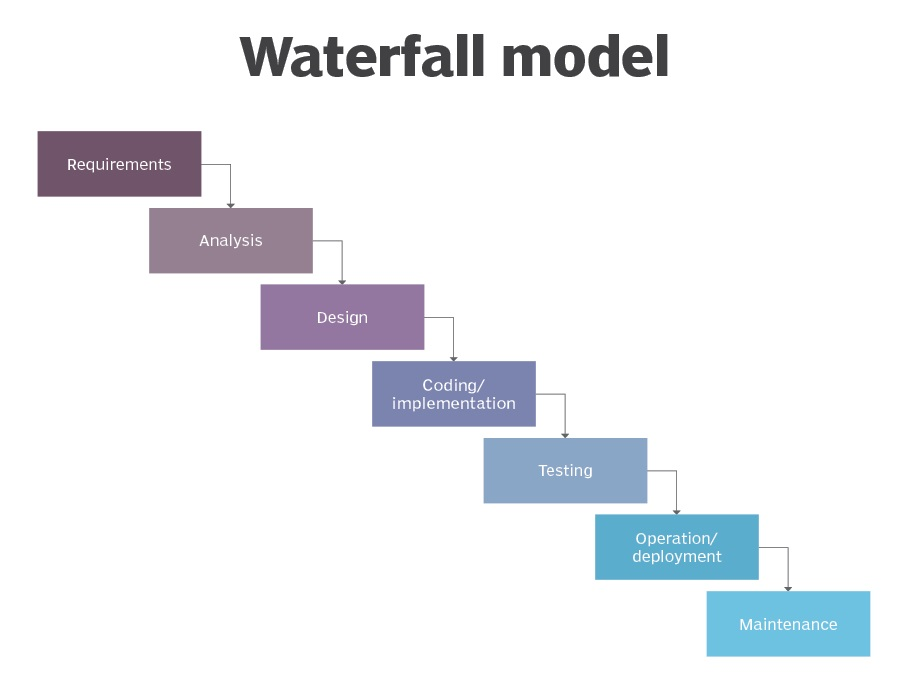 Waterfall model
Requirements
Analysis
Design
Coding/
implementation
Testing
Operation/
deployment
Maintenance